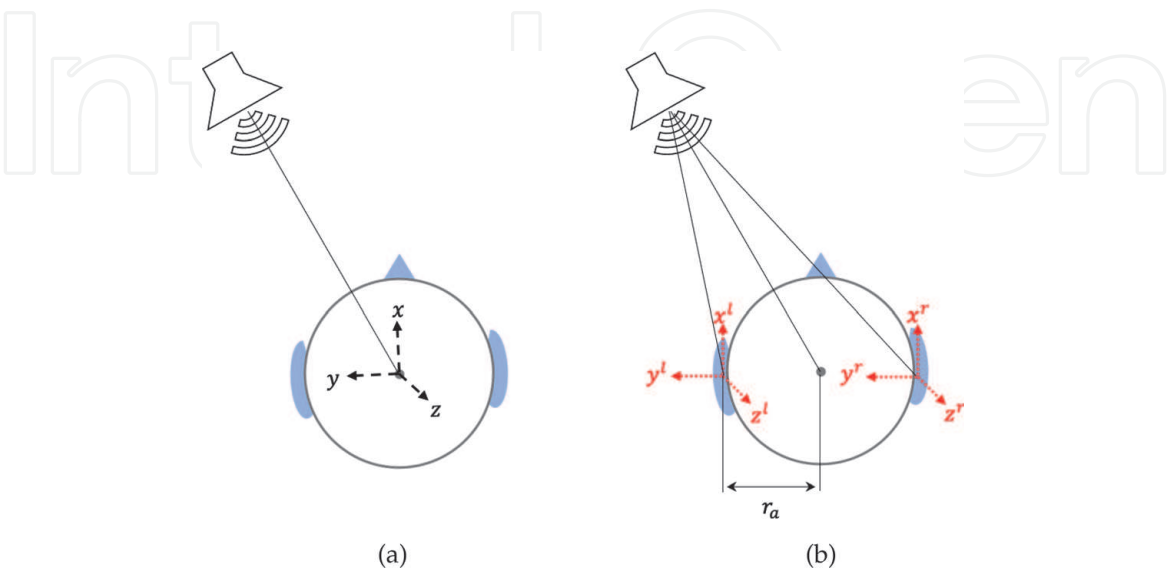 IntechOpen
x
y
z
x^l
y^l
z^l
x^r
y^r
z^r
r_a
(a)
(b)